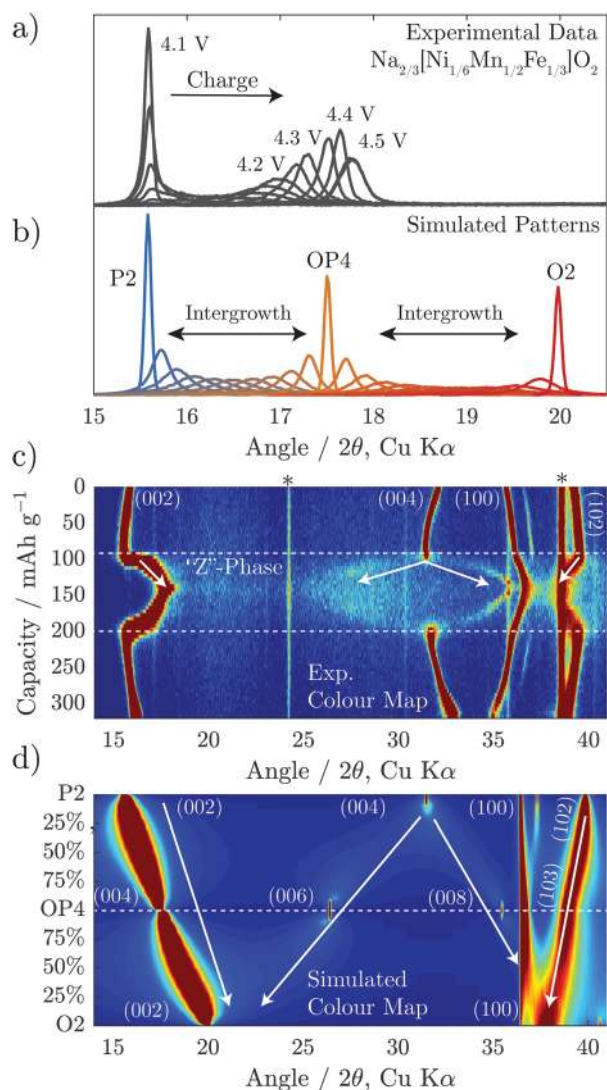 a)
Experimental Data
Na2/3[Ni1/6Mn1/2Fe1/3]O2
4.1 V
Charge
4.2 V
4.3 V
4.4 V
4.5 V
b)
Simulated Patterns
P2
OP4
O2
Intergrowth
Intergrowth
15 16 17 18 19 20
Angle / 2θ, Cu Kα
c)
* *
(002) (004) (100) (102)
"Z"-Phase
Exp.
Colour Map
0
50
100
150
200
250
300
Capacity / mAh g−1
15 20 25 30 35 40
Angle / 2θ, Cu Kα
d)
P2
25%,
50%
75%
OP4
75%
50%
25%
O2
(002) (004) (100) (102)
(103)
(004) (006) (008)
Simulated
Colour Map
(002) (100)
15 20 25 30 35 40
Angle / 2θ, Cu Kα